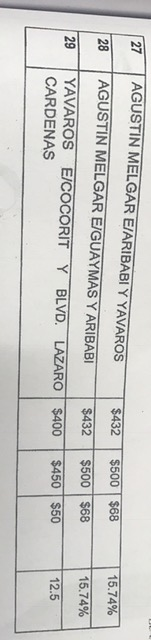 27 AGUSTIN MELGAR E/ARIBABI Y YAVAROS $432 $500 $68 15.74%
28 AGUSTIN MELGAR E/GUAYMAS Y ARIBABI $432 $500 $68 15.74%
29 YAVAROS E/COCORIT Y BLVD. LAZARO $400 $450 $50 12.5
CARDENAS